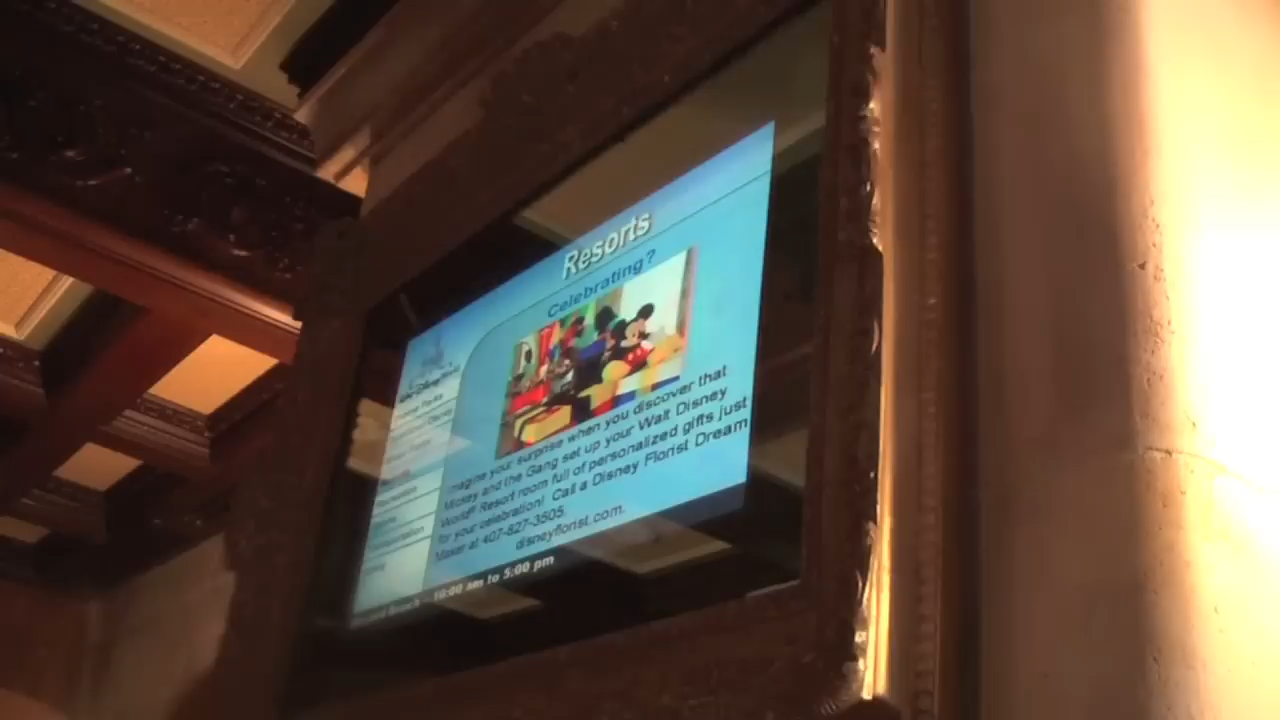 Resorts
Celebrating?
Imagine your surprise when you discover that
Mickey and the Gang set up your Walt Disney
World® Resort room full of personalized gifts just
for your celebration! Call a Disney Florist Dream
Maker at 407-827-3505.
disneyflorist.com.
Recreation
10:00 am to 5:00 pm